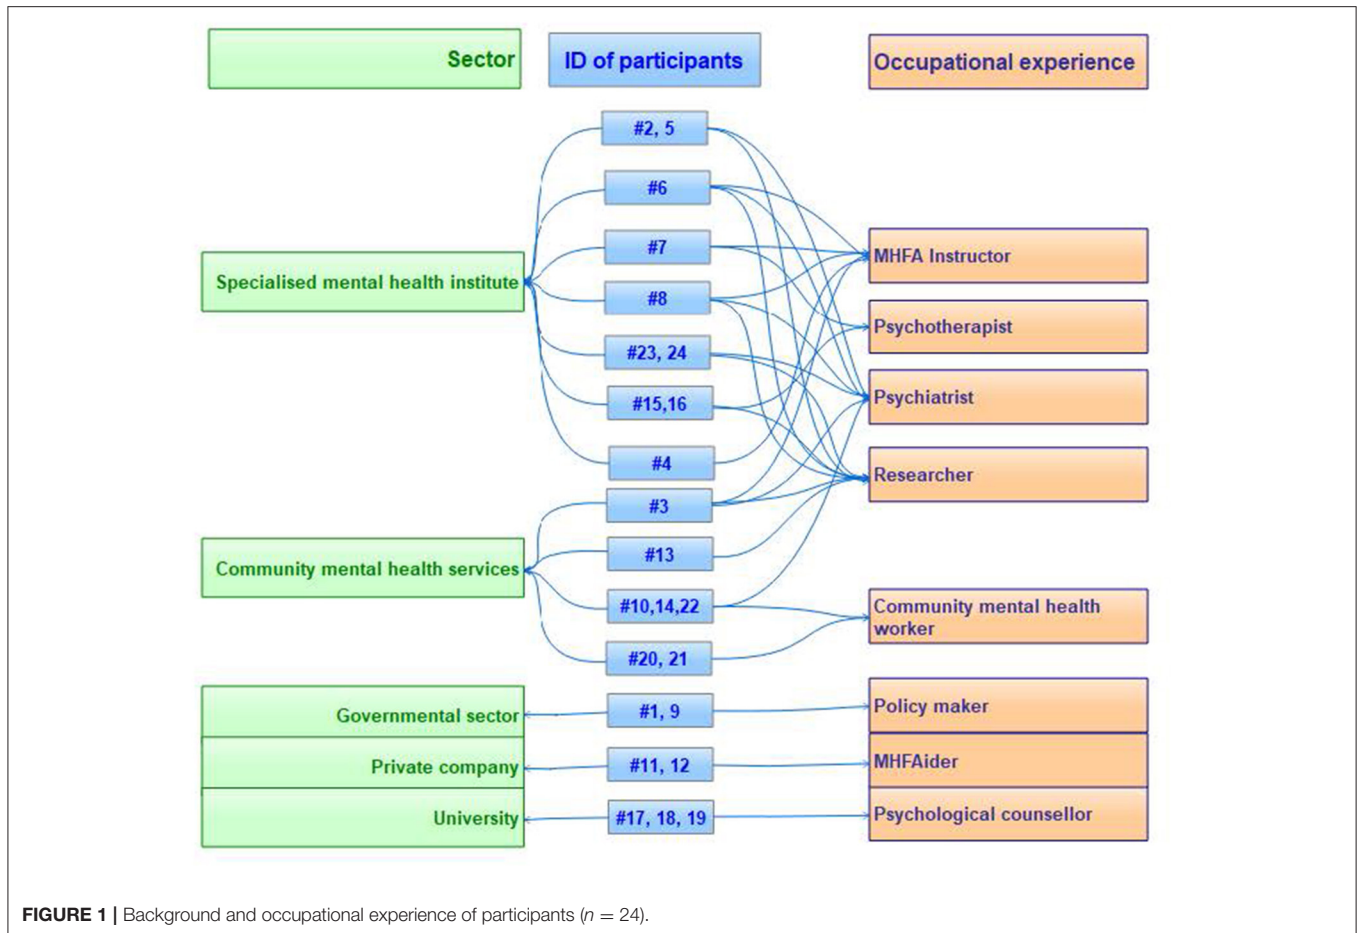 Sector
ID of participants
Occupational experience
#2, 5
#6
#7
#8
#23, 24
#15,16
#4
#3
#13
#10,14,22
#20, 21
#1, 9
#11, 12
#17, 18, 19
Specialised mental health institute
Community mental health services
Governmental sector
Private company
University
MHFA Instructor
Psychotherapist
Psychiatrist
Researcher
Community mental health
worker
Policy maker
MHFAider
Psychological counsellor
FIGURE 1 | Background and occupational experience of participants (n = 24).